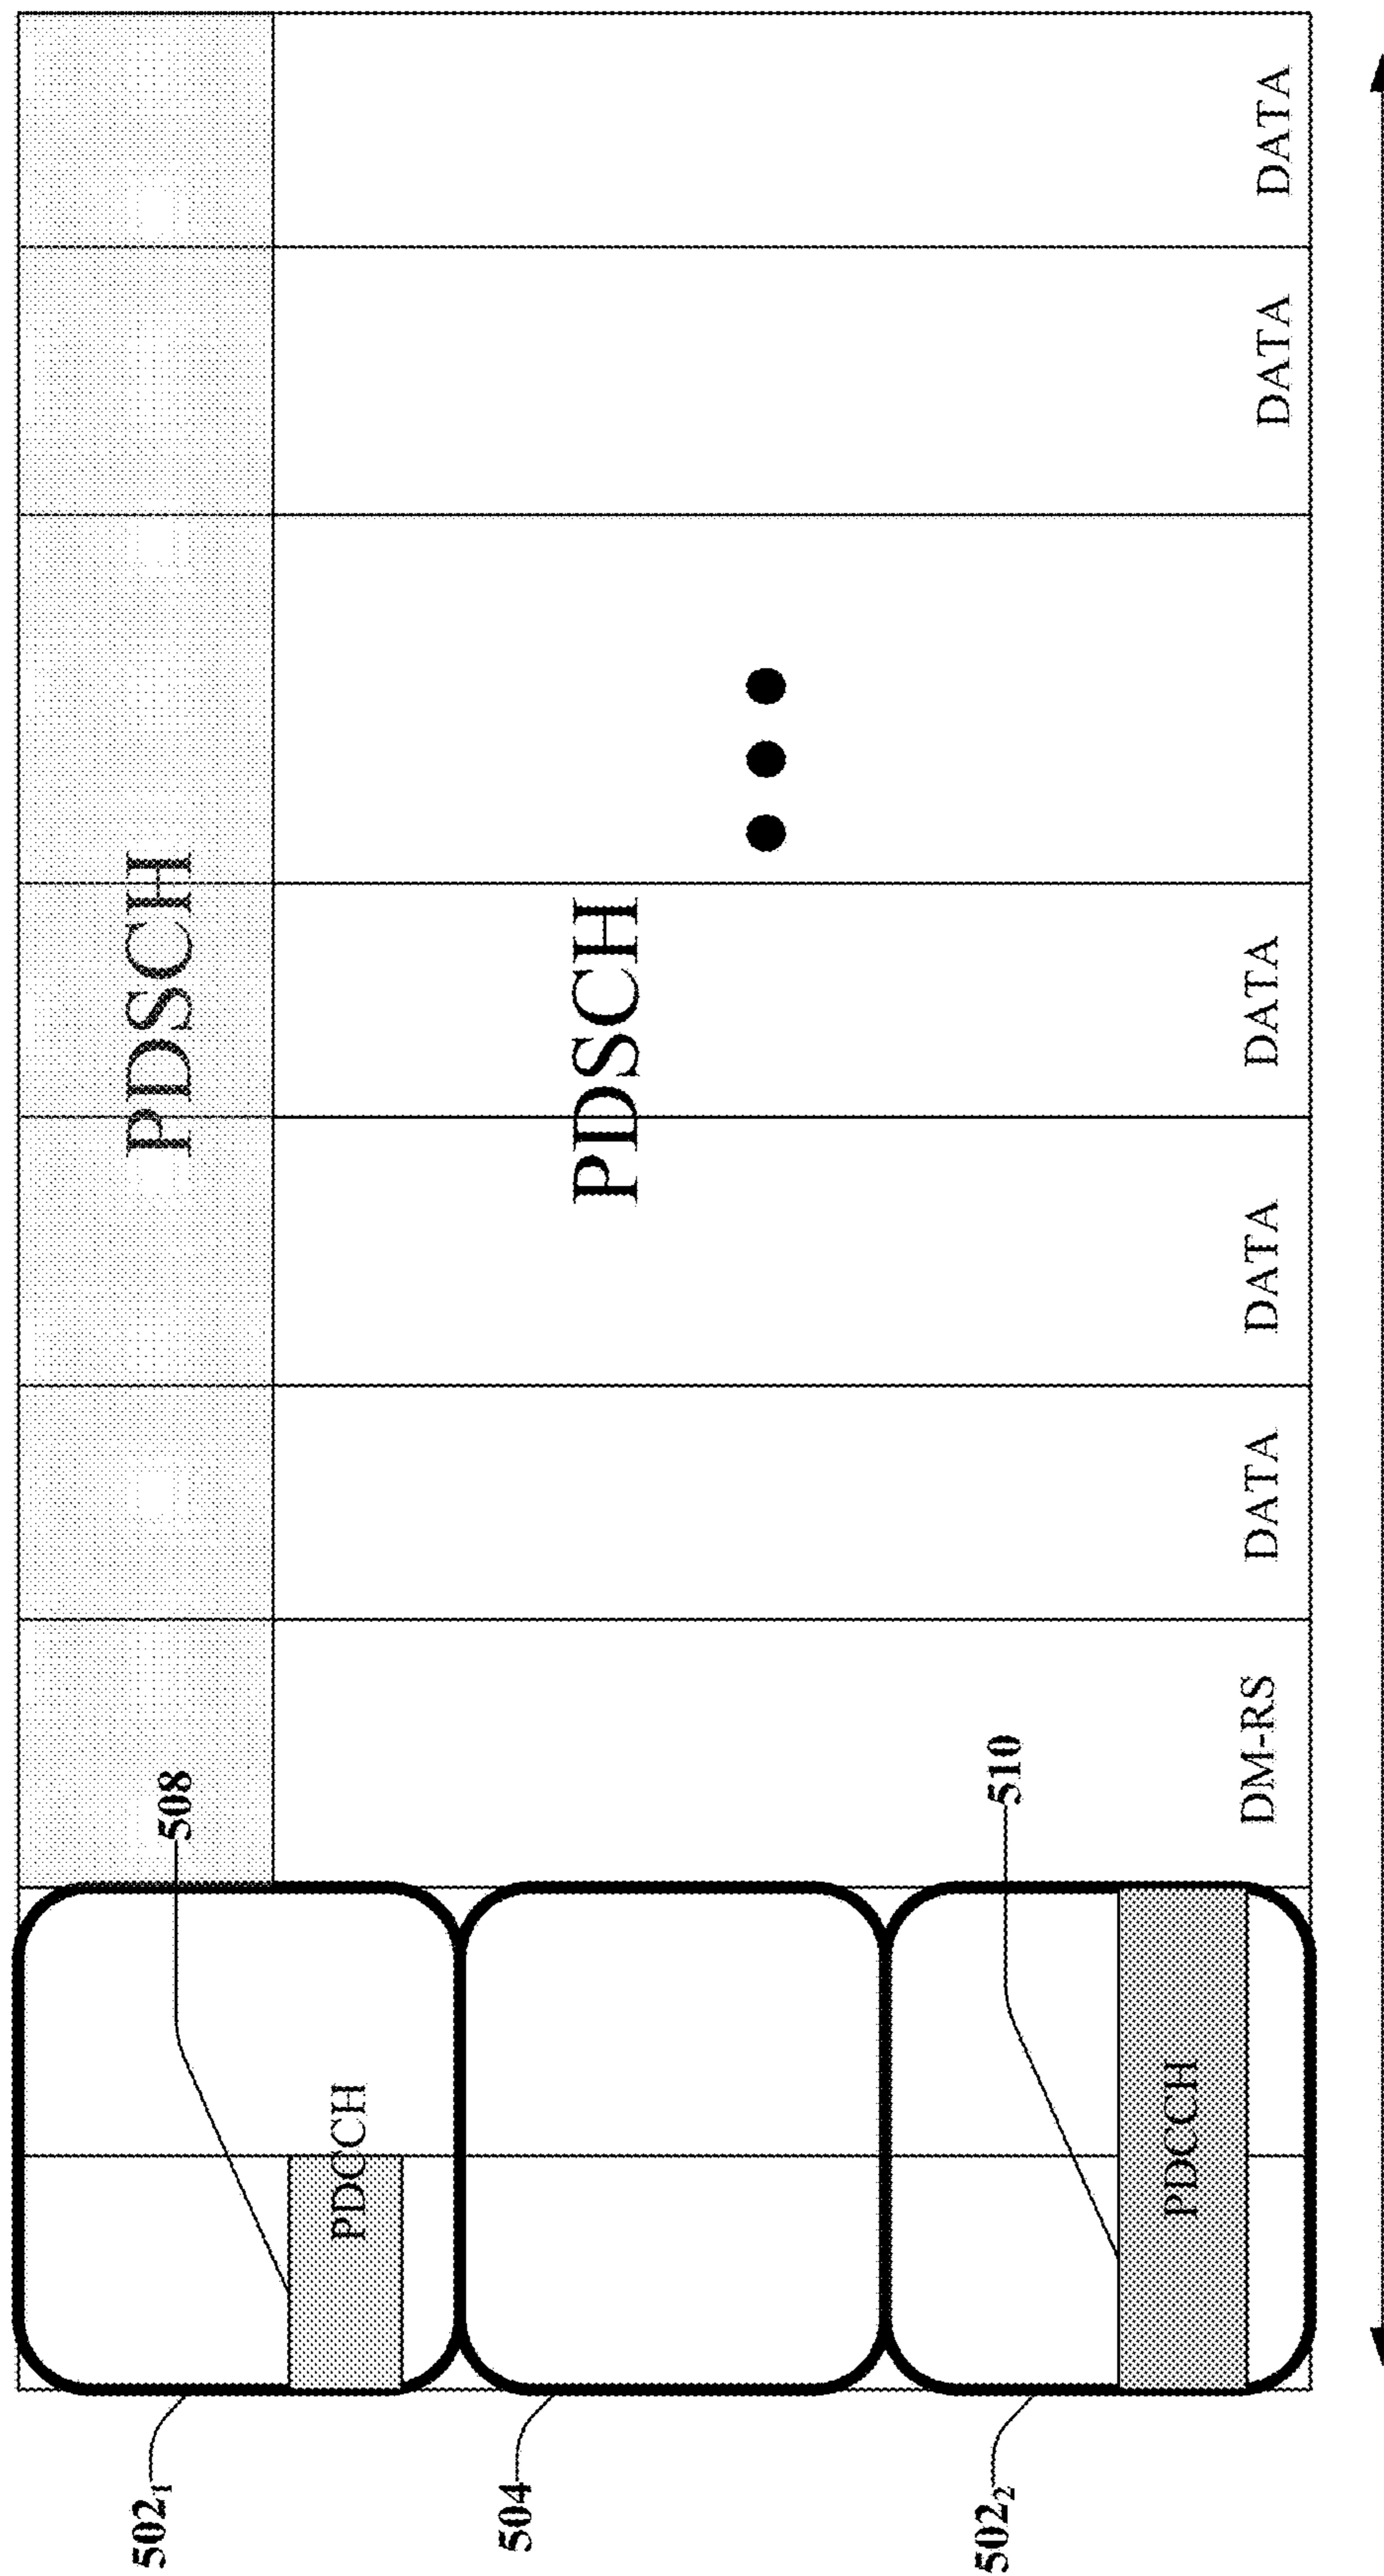 502₁
508
PDSCH
PDCCH
504
PDSCH
502₂
510
PDCCH
DM-RS
DATA
DATA
DATA
DATA
DATA